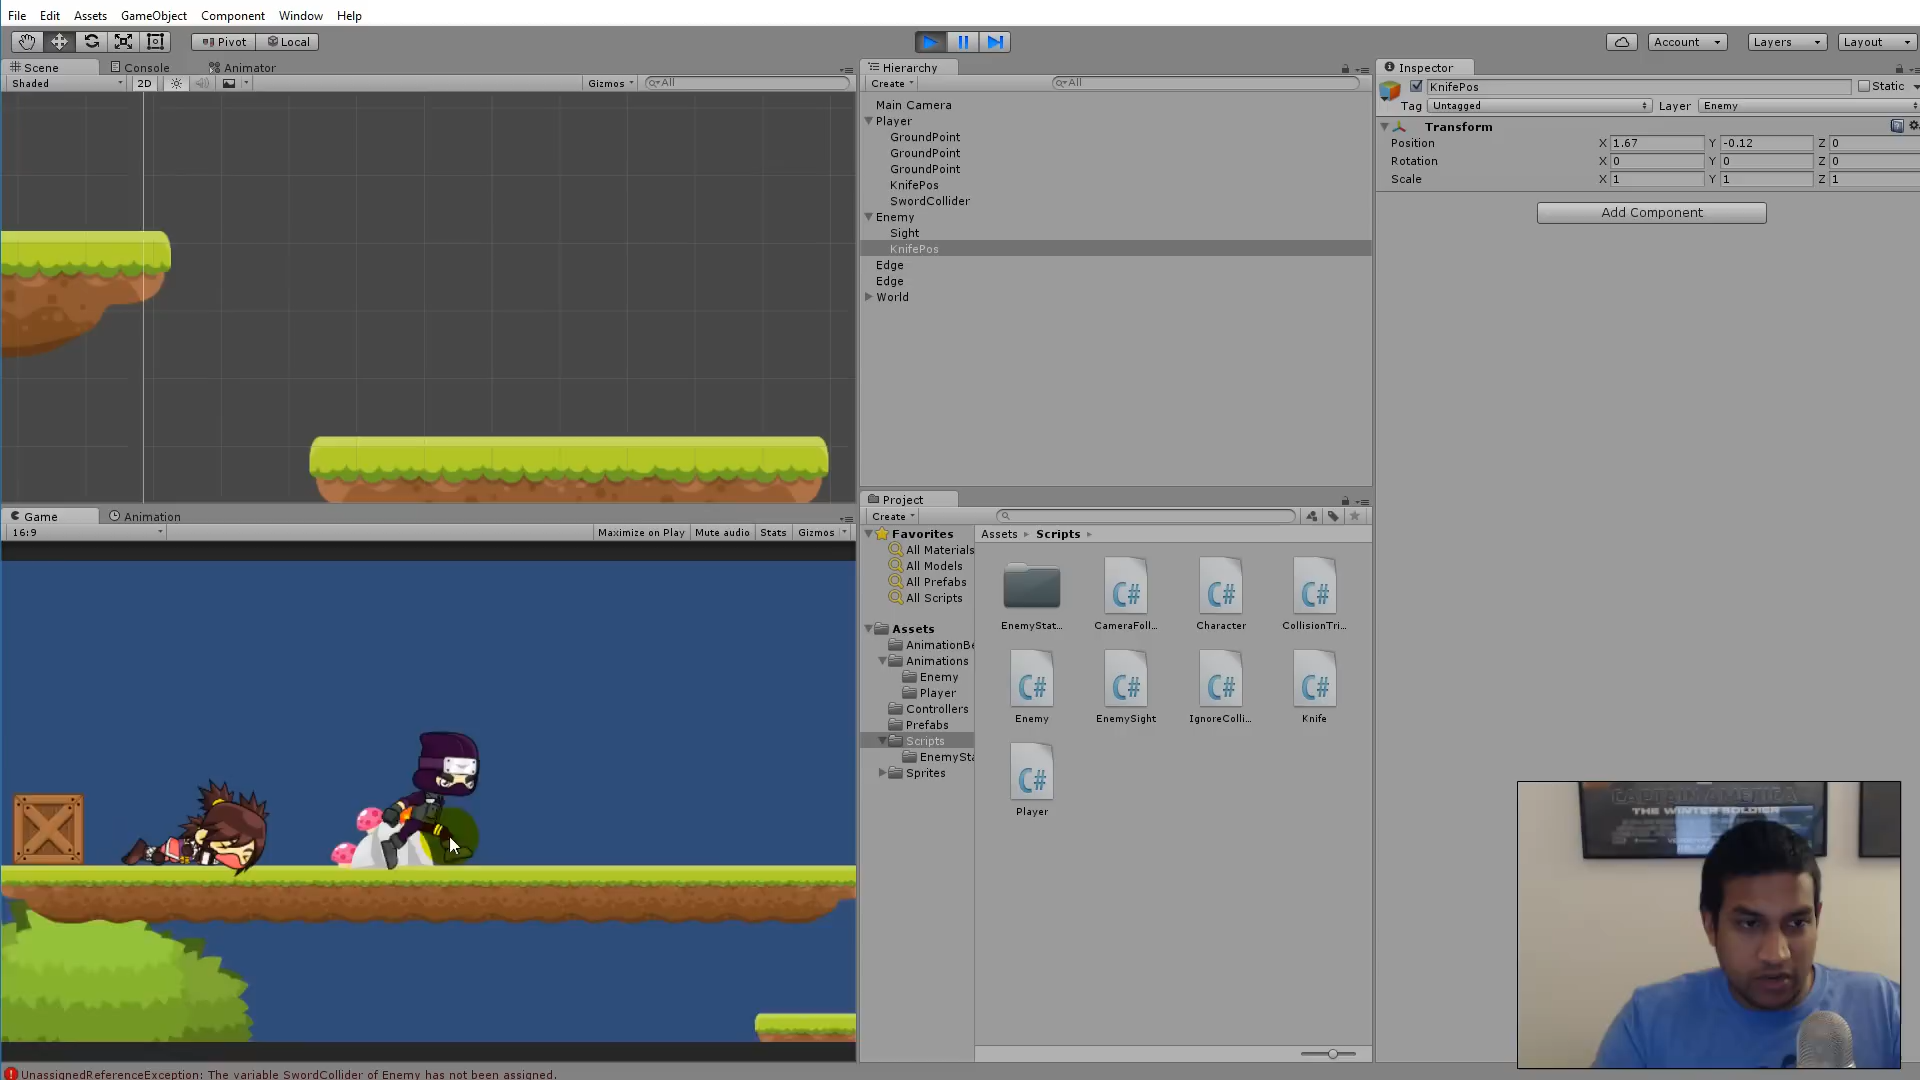 File Edit Assets GameObject Component Window Help
Pivot Local Account Layers Layout
Scene Console Animator
Shaded 2D Gizmos All
Hierarchy
Create All
Main Camera
Player
GroundPoint
GroundPoint
GroundPoint
KnifePos
SwordCollider
Enemy
Sight
KnifePos
Edge
Edge
World
Inspector
KnifePos Static
Tag Untagged Layer Enemy
Transform
Position X 1.67 Y -0.12 Z 0
Rotation X 0 Y 0 Z 0
Scale X 1 Y 1 Z 1
Add Component
Game Animation
16:9 Maximize on Play Mute audio Stats Gizmos
Project
Create
Favorites
All Materials
All Models
All Prefabs
All Scripts
Assets
AnimationBe
Animations
Enemy
Player
Controllers
Prefabs
Scripts
EnemySta
Sprites
Assets Scripts
EnemyStat... CameraFoll... Character CollisionTri...
Enemy EnemySight IgnoreColli... Knife
Player
C# C# C#
C# C# C# C#
C#
CAPTAIN AMERICA
THE WINTER SOLDIER
UnassignedReferenceException: The variable SwordCollider of Enemy has not been assigned.